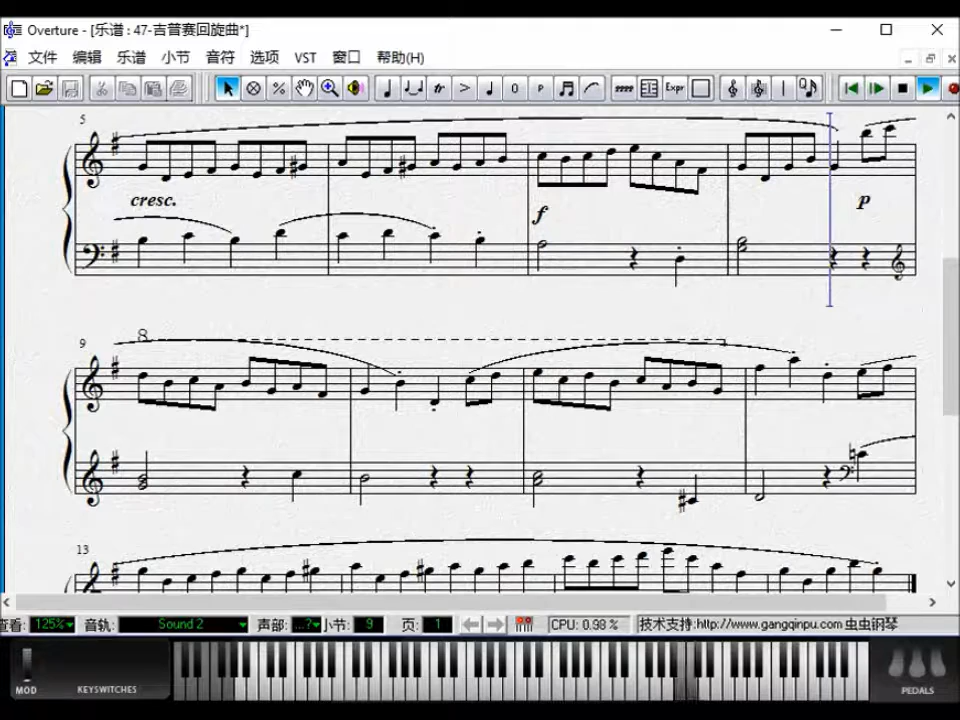 Overture - [乐谱 : 47-吉普赛回旋曲*]
文件 编辑 乐谱 小节 音符 选项 VST 窗口 帮助(H)
Expr
5
cresc.
f
p
9
8
13
查看: 125% 音轨: Sound 2 声部: ...? 小节: 9 页: 1 CPU: 0.98 % 技术支持:http://www.gangqinpu.com 虫虫钢琴
MOD KEYSWITCHES PEDALS